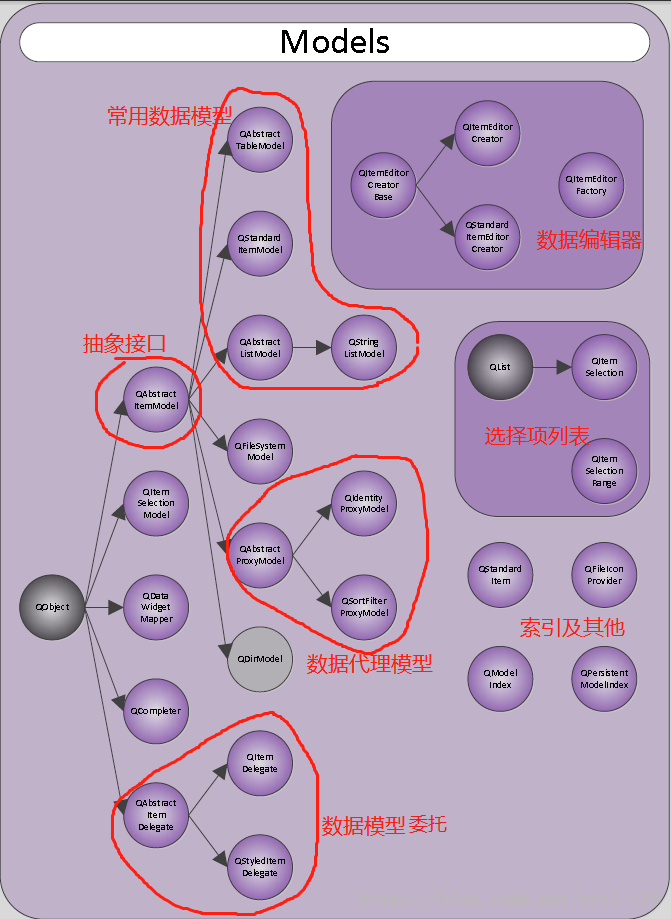 Models
常用数据模型
QAbstract
TableModel
QStandard
ItemModel
QAbstract
ListModel
QString
ListModel
抽象接口
QAbstract
ItemModel
QFileSystem
Model
QItem
Selection
Model
QIdentity
ProxyModel
QAbstract
ProxyModel
QSortFilter
ProxyModel
QObject
QData
Widget
Mapper
QDirModel
数据代理模型
QCompleter
QItem
Delegate
QAbstract
Item
Delegate
数据模型委托
QStyledItem
Delegate
QItemEditor
Creator
QItemEditor
Creator
Base
QItemEditor
Factory
QStandard
ItemEditor
Creator
数据编辑器
QList
QItem
Selection
选择项列表
QItem
Selection
Range
QStandard
Item
QFileIcon
Provider
索引及其他
QModel
Index
QPersistent
ModelIndex